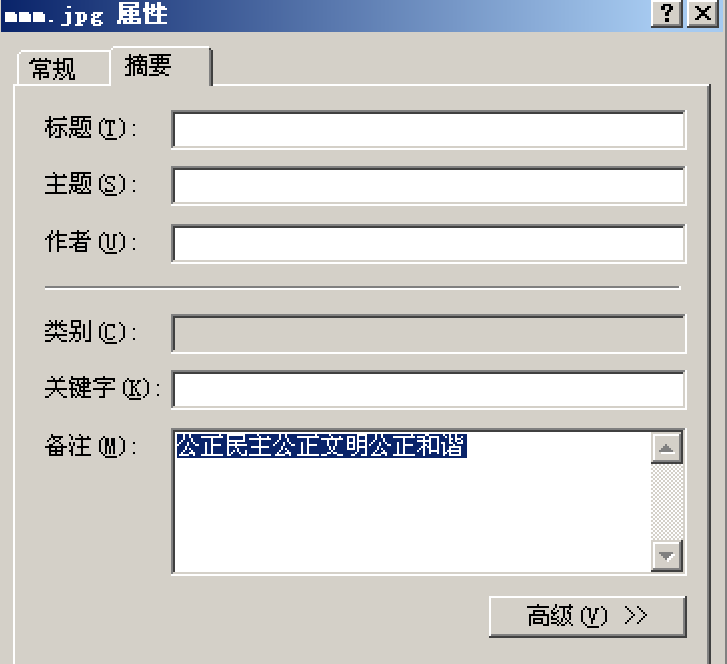 mmm.jpg 属性
常规 摘要
标题(T):
主题(S):
作者(U):
类别(C):
关键字(K):
备注(M): 公正民主公正文明公正和谐
高级(V) >>